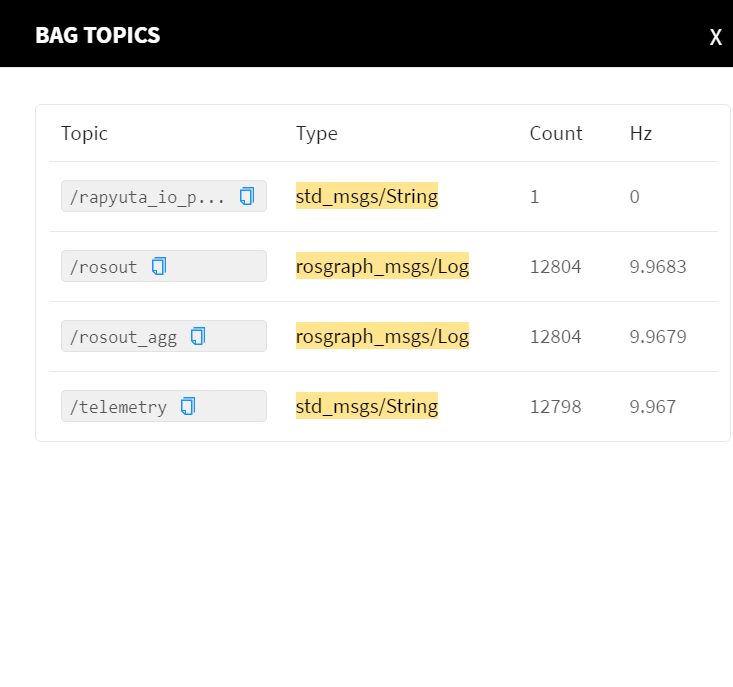 BAG TOPICS X
Topic Type Count Hz
/rapyuta_io_p... std_msgs/String 1 0
/rosout rosgraph_msgs/Log 12804 9.9683
/rosout_agg rosgraph_msgs/Log 12804 9.9679
/telemetry std_msgs/String 12798 9.967